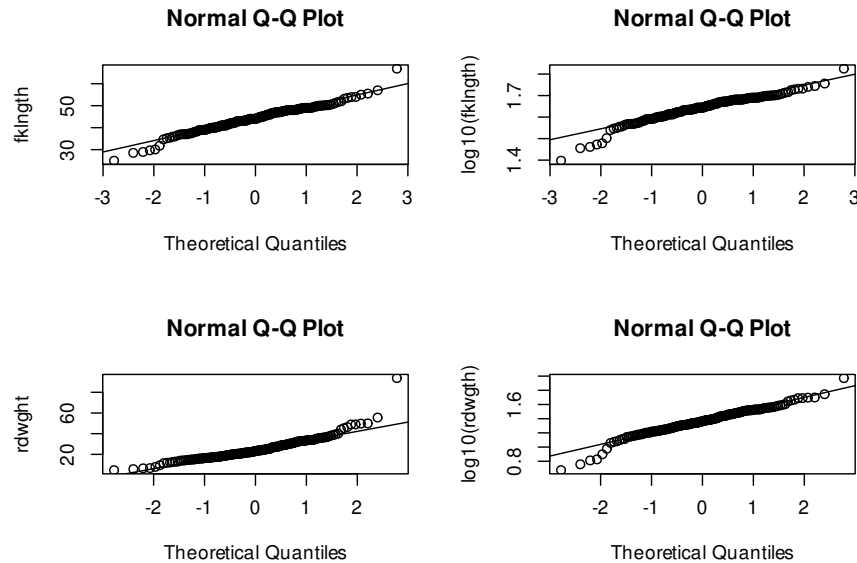 Normal Q-Q Plot
fklngth
30 50
-3 -2 -1 0 1 2 3
Theoretical Quantiles
Normal Q-Q Plot
log10(fklngth)
1.4 1.7
-3 -2 -1 0 1 2 3
Theoretical Quantiles
Normal Q-Q Plot
rdwght
20 60
-2 -1 0 1 2
Theoretical Quantiles
Normal Q-Q Plot
log10(rdwgth)
0.8 1.6
-2 -1 0 1 2
Theoretical Quantiles